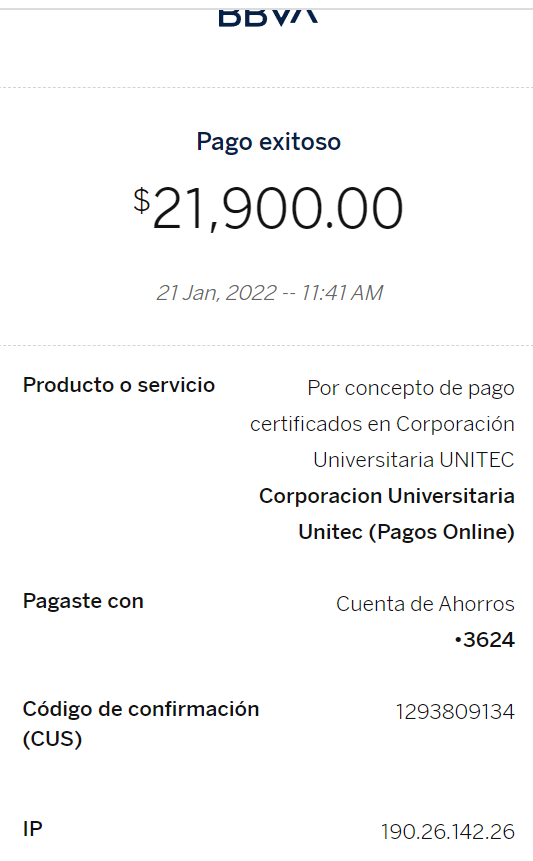 BBVA
Pago exitoso
$21,900.00
21 Jan, 2022 -- 11:41 AM
Producto o servicio
Por concepto de pago
certificados en Corporación
Universitaria UNITEC
Corporacion Universitaria
Unitec (Pagos Online)
Pagaste con
Cuenta de Ahorros
•3624
Código de confirmación
(CUS)
1293809134
IP
190.26.142.26